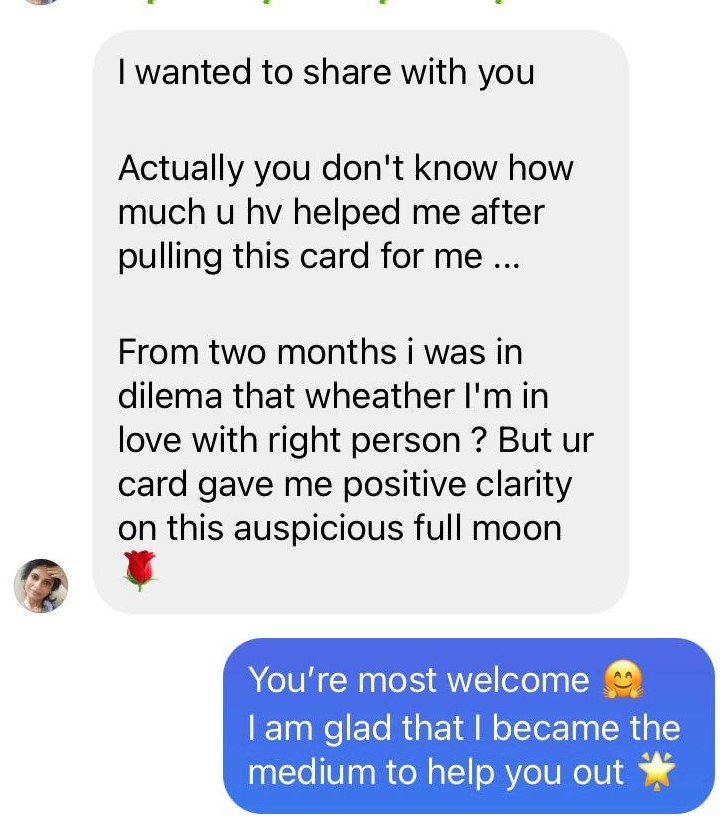 I wanted to share with you
Actually you don't know how
much u hv helped me after
pulling this card for me ...
From two months i was in
dilema that wheather I'm in
love with right person ? But ur
card gave me positive clarity
on this auspicious full moon
🌹
You’re most welcome 🤗
I am glad that I became the
medium to help you out 🌟